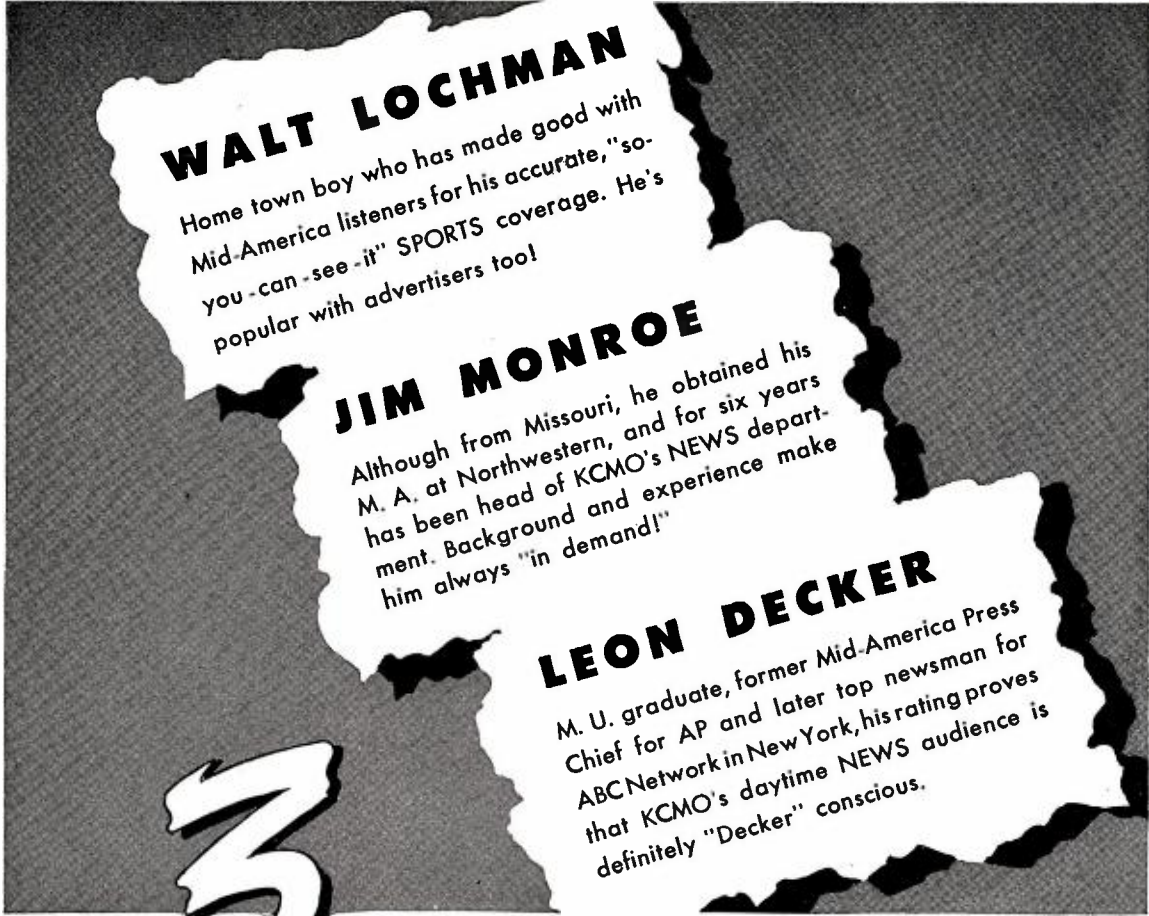 WALT LOCHMAN
Home town boy who has made good with
Mid-America listeners for his accurate, "so-
you-can-see-it" SPORTS coverage. He's
popular with advertisers too!
JIM MONROE
Although from Missouri, he obtained his
M. A. at Northwestern, and for six years
has been head of KCMO's NEWS depart-
ment. Background and experience make
him always "in demand!"
LEON DECKER
M. U. graduate, former Mid-America Press
Chief for AP and later top newsman for
ABC Network in New York, his rating proves
that KCMO's daytime NEWS audience is
definitely "Decker" conscious.
3